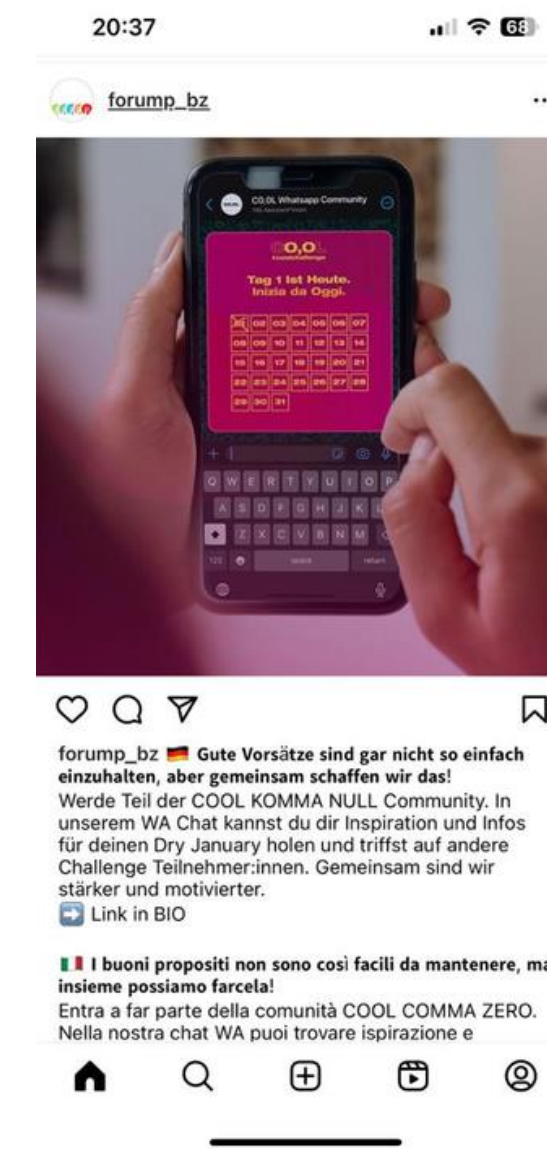 20:37
68
forump_bz
CO,OL Whatsapp Community
CO,OL
Tag 1 ist Heute.
Inizia da Oggi.
01 02 03 04 05 06 07
08 09 10 11 12 13 14
15 16 17 18 19 20 21
22 23 24 25 26 27 28
29 30 31
Q W E R T Y U I O P
A S D F G H J K L
Z X C V B N M
123 space return
forump_bz 🇩🇪 Gute Vorsätze sind gar nicht so einfach
einzuhalten, aber gemeinsam schaffen wir das!
Werde Teil der COOL KOMMA NULL Community. In
unserem WA Chat kannst du dir Inspiration und Infos
für deinen Dry January holen und triffst auf andere
Challenge Teilnehmer:innen. Gemeinsam sind wir
stärker und motivierter.
➡️ Link in BIO
🇮🇹 I buoni propositi non sono così facili da mantenere, ma
insieme possiamo farcela!
Entra a far parte della comunità COOL COMMA ZERO.
Nella nostra chat WA puoi trovare ispirazione e